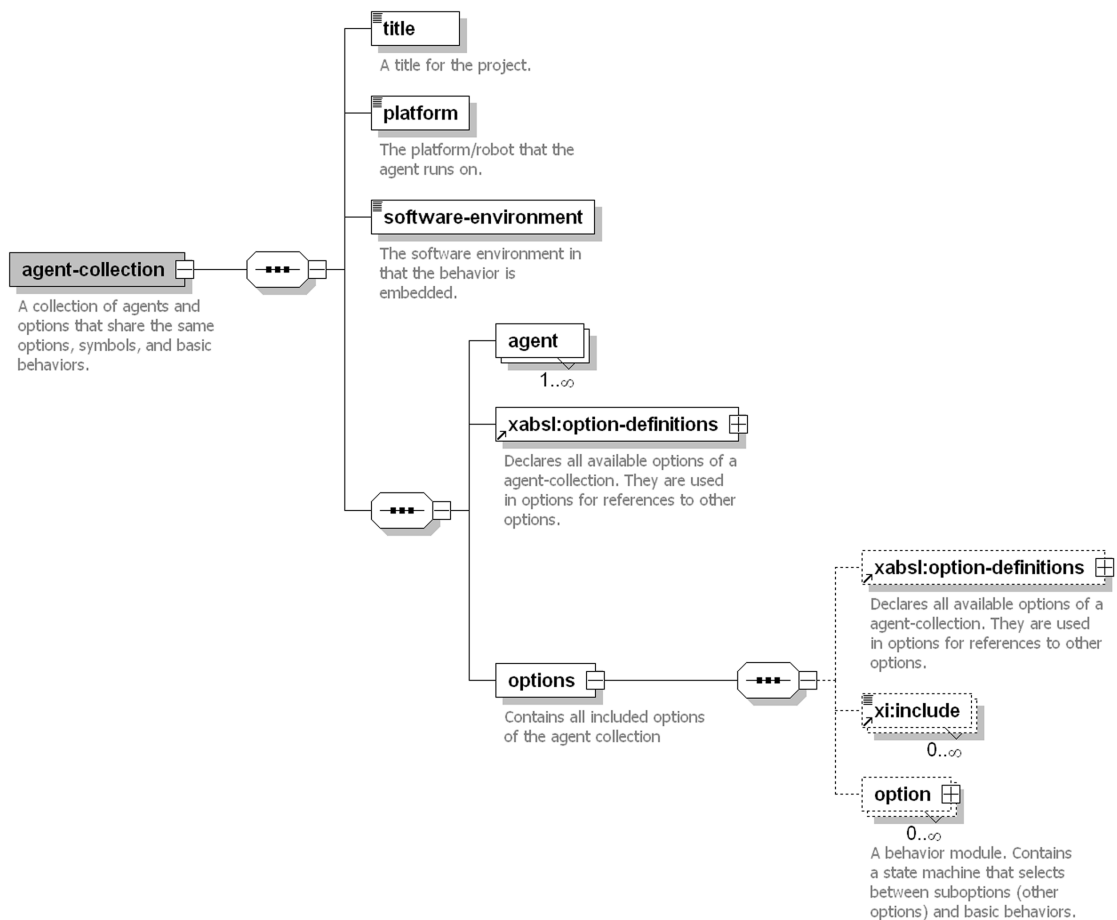 title
A title for the project.
platform
The platform/robot that the
agent runs on.
software-environment
The software environment in
that the behavior is
embedded.
agent-collection
A collection of agents and
options that share the same
options, symbols, and basic
behaviors.
agent
1..∞
xabsl:option-definitions
Declares all available options of a
agent-collection. They are used
in options for references to other
options.
options
Contains all included options
of the agent collection
xabsl:option-definitions
Declares all available options of a
agent-collection. They are used
in options for references to other
options.
xi:include
0..∞
option
0..∞
A behavior module. Contains
a state machine that selects
between suboptions (other
options) and basic behaviors.